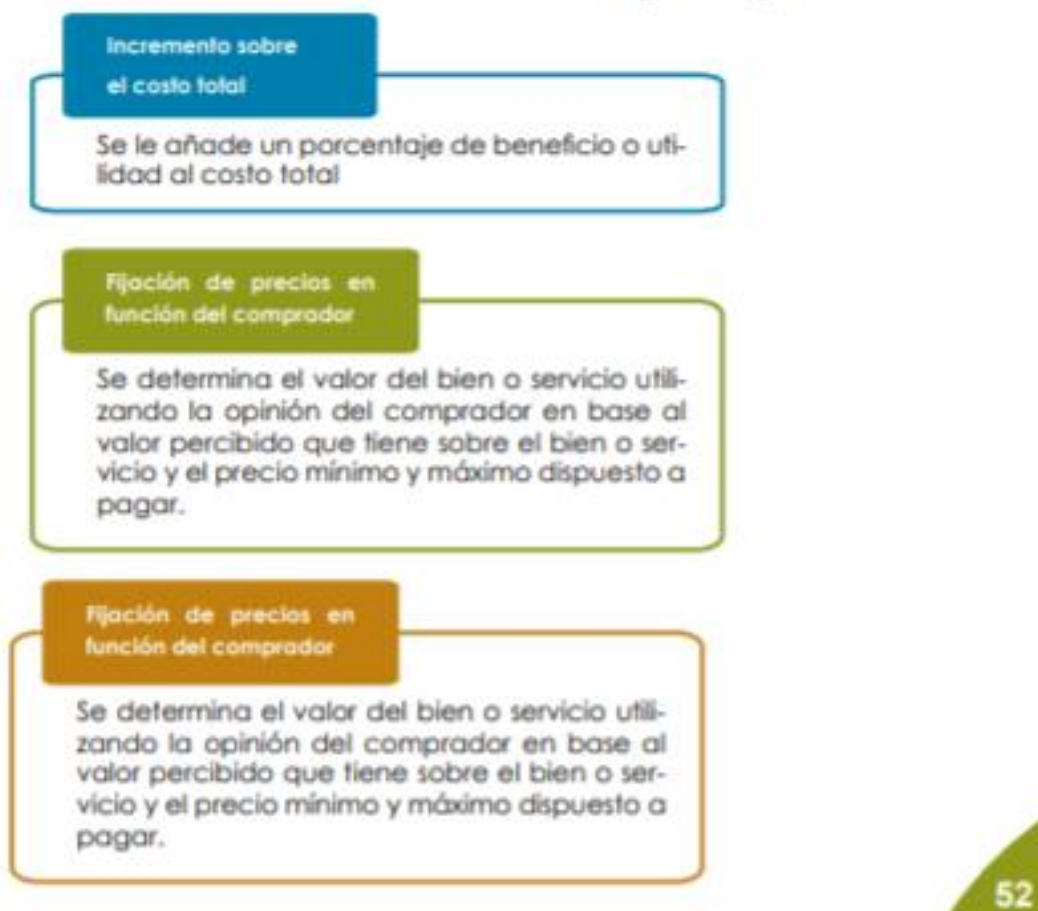 Incremento sobre
el costo total
Se le añade un porcentaje de beneficio o uti-
lidad al costo total
Fijación de precios en
función del comprador
Se determina el valor del bien o servicio utili-
zando la opinión del comprador en base al
valor percibido que tiene sobre el bien o ser-
vicio y el precio mínimo y máximo dispuesto a
pagar.
Fijación de precios en
función del comprador
Se determina el valor del bien o servicio utili-
zando la opinión del comprador en base al
valor percibido que tiene sobre el bien o ser-
vicio y el precio mínimo y máximo dispuesto a
pagar.
52